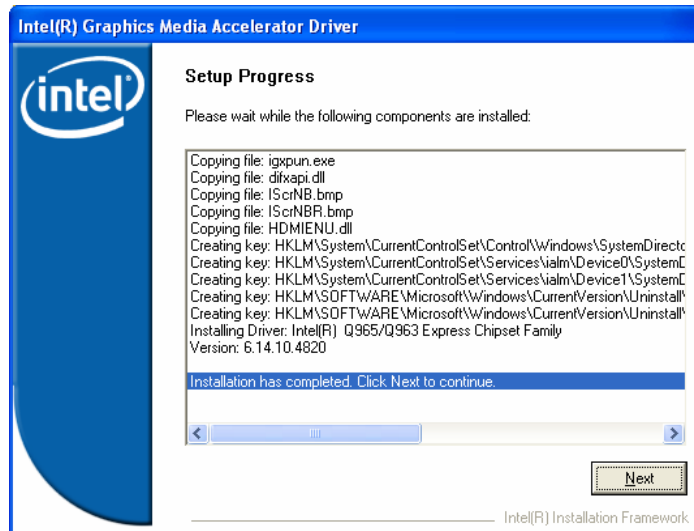 Intel(R) Graphics Media Accelerator Driver
intel
Setup Progress
Please wait while the following components are installed:
Copying file: igxpun.exe
Copying file: difxapi.dll
Copying file: IScrNB.bmp
Copying file: IScrNBR.bmp
Copying file: HDMIENU.dll
Creating key: HKLM\System\CurrentControlSet\Control\Windows\SystemDirecto
Creating key: HKLM\System\CurrentControlSet\Services\ialm\Device0\SystemD
Creating key: HKLM\System\CurrentControlSet\Services\ialm\Device1\SystemD
Creating key: HKLM\SOFTWARE\Microsoft\Windows\CurrentVersion\Uninstall\
Creating key: HKLM\SOFTWARE\Microsoft\Windows\CurrentVersion\Uninstall\
Installing Driver: Intel(R) Q965/Q963 Express Chipset Family
Version: 6.14.10.4820
Installation has completed. Click Next to continue.
Next
Intel(R) Installation Framework